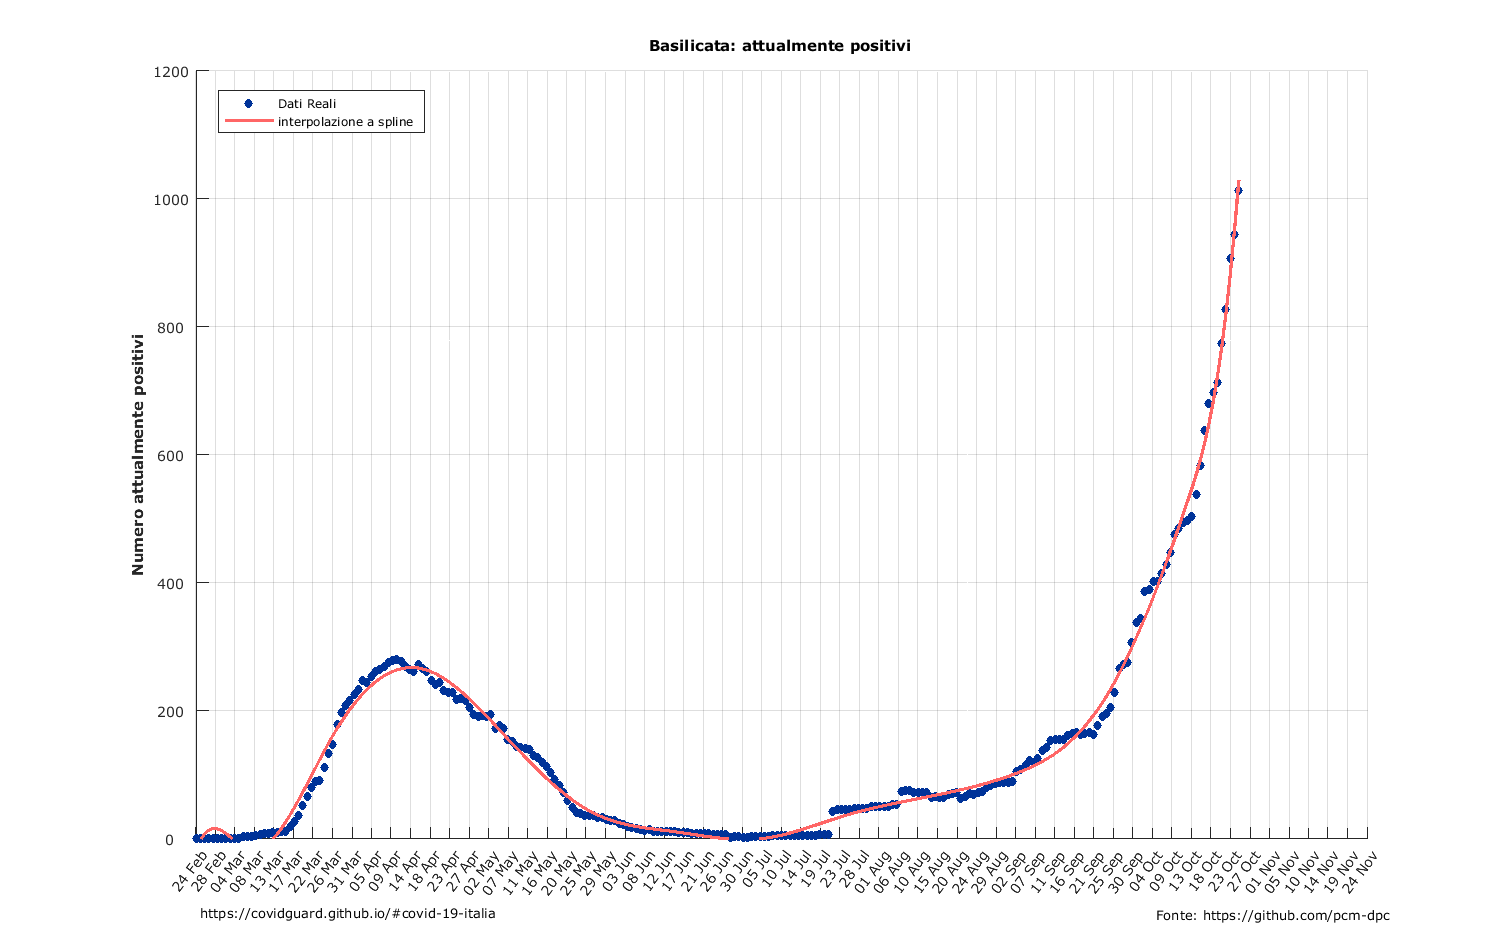 Basilicata: attualmente positivi
1200
1000
800
600
400
200
0
Numero attualmente positivi
Dati Reali
interpolazione a spline
24 Feb
28 Feb
04 Mar
08 Mar
13 Mar
17 Mar
22 Mar
26 Mar
31 Mar
05 Apr
09 Apr
14 Apr
18 Apr
23 Apr
27 Apr
02 May
07 May
11 May
16 May
20 May
25 May
29 May
03 Jun
08 Jun
12 Jun
17 Jun
21 Jun
26 Jun
30 Jun
05 Jul
10 Jul
14 Jul
19 Jul
23 Jul
28 Jul
01 Aug
06 Aug
10 Aug
15 Aug
20 Aug
24 Aug
29 Aug
02 Sep
07 Sep
11 Sep
16 Sep
21 Sep
25 Sep
30 Sep
04 Oct
09 Oct
13 Oct
18 Oct
23 Oct
27 Oct
01 Nov
05 Nov
10 Nov
14 Nov
19 Nov
24 Nov
https://covidguard.github.io/#covid-19-italia
Fonte: https://github.com/pcm-dpc